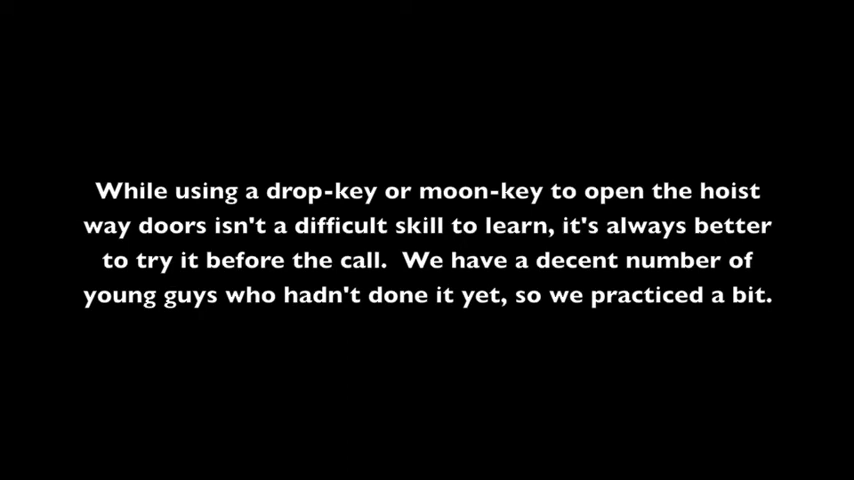 While using a drop-key or moon-key to open the hoist
way doors isn't a difficult skill to learn, it's always better
to try it before the call.  We have a decent number of
young guys who hadn't done it yet, so we practiced a bit.